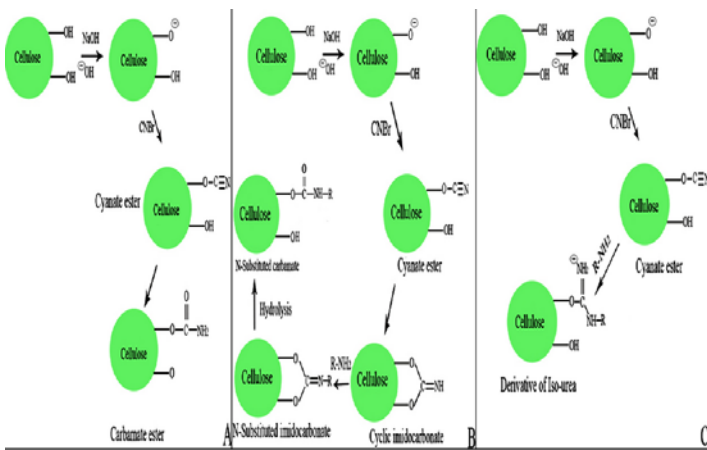 OH
NaOH
⊖
O
Cellulose
⊖OH
OH
Cellulose
OH
CNBr
O-C≡N
Cyanate ester
Cellulose
OH
O
O-C-NH₂
Cellulose
O
Carbamate ester
A
OH
NaOH
⊖
O
Cellulose
⊖OH
OH
Cellulose
OH
CNBr
O
O-C-NH-R
Cellulose
OH
N-Substituted carbamate
O-C≡N
Cellulose
OH
Cyanate ester
Hydrolysis
O
Cellulose
C=N-R
O
R-NH₂
O
Cellulose
C=NH
O
N-Substituted imidocarbonate
Cyclic imidocarbonate
B
OH
NaOH
⊖
O
Cellulose
⊖OH
OH
Cellulose
OH
CNBr
O-C≡N
Cellulose
OH
Cyanate ester
R-NH₂
⊖
NH₂
O-C
NH-R
Cellulose
OH
Derivative of Iso-urea
C